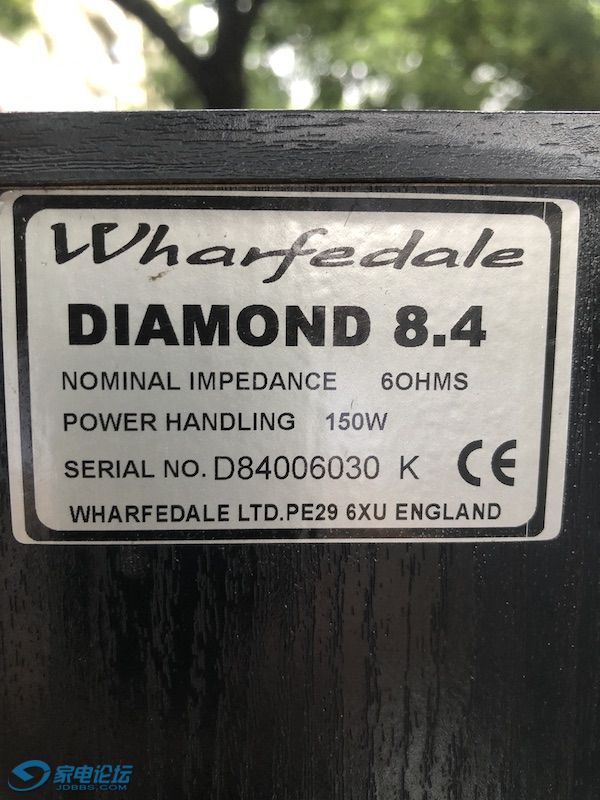 Wharfedale
DIAMOND 8.4
NOMINAL IMPEDANCE 6OHMS
POWER HANDLING 150W
SERIAL NO. D84006030 K CE
WHARFEDALE LTD.PE29 6XU ENGLAND
家电论坛
JDBBS.COM